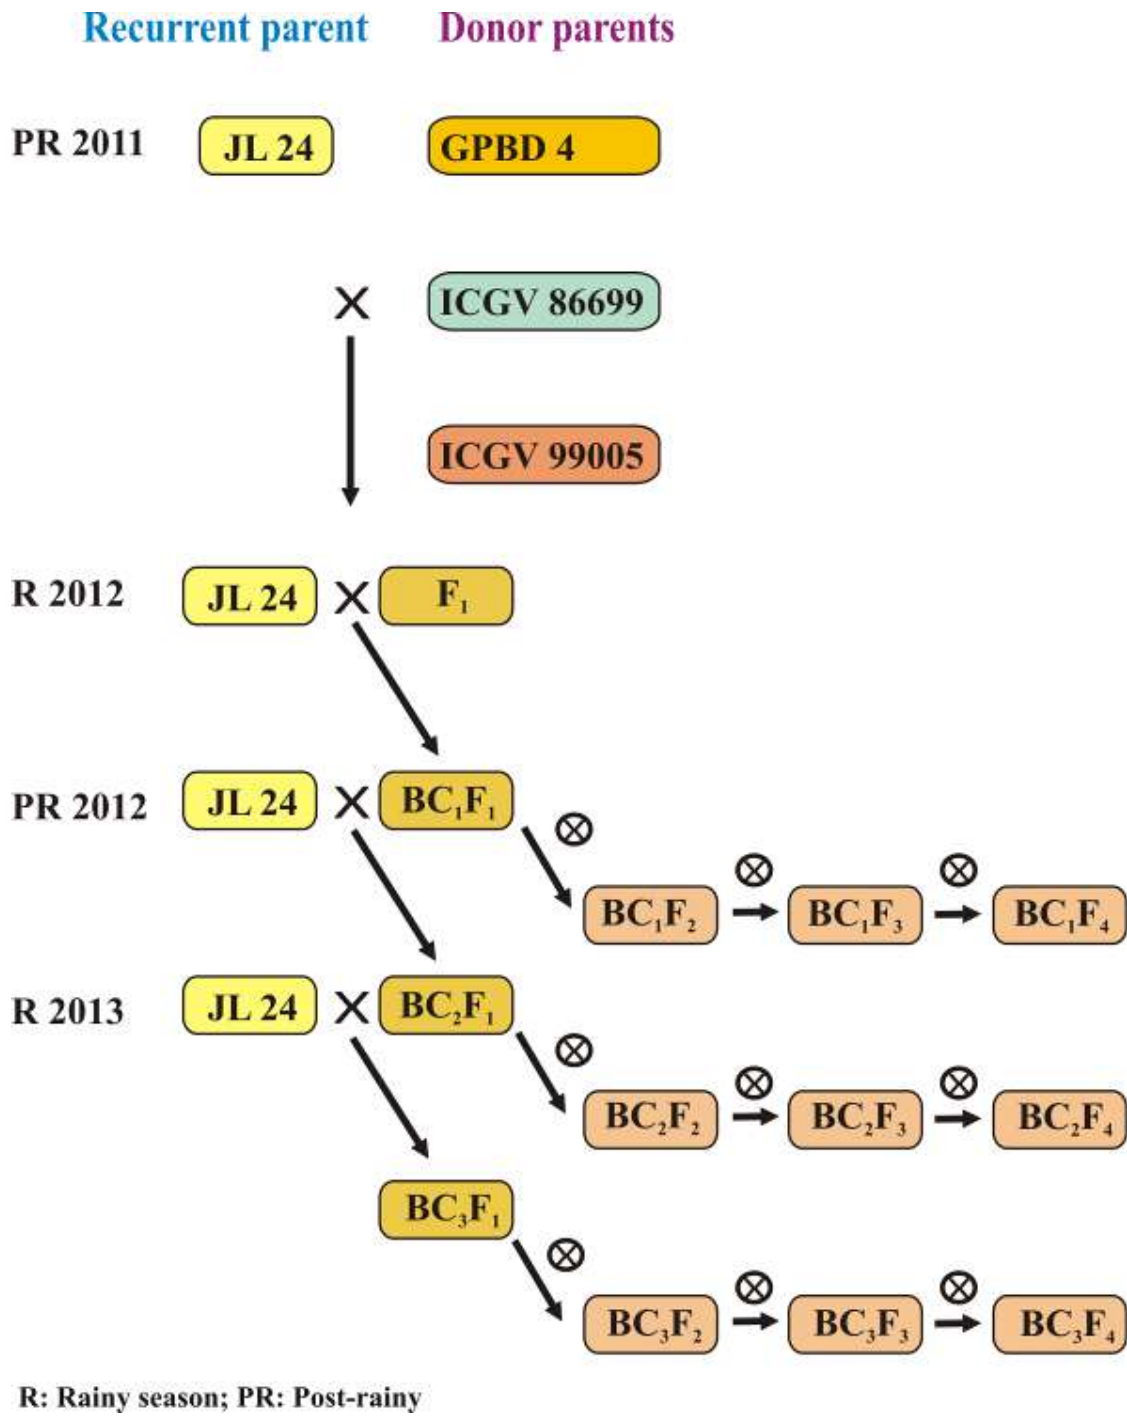 Recurrent parent Donor parents
PR 2011 JL 24 GPBD 4
X ICGV 86699
ICGV 99005
R 2012 JL 24 X F₁
PR 2012 JL 24 X BC₁F₁
BC₁F₂ BC₁F₃ BC₁F₄
R 2013 JL 24 X BC₂F₁
BC₂F₂ BC₂F₃ BC₂F₄
BC₃F₁
BC₃F₂ BC₃F₃ BC₃F₄
R: Rainy season; PR: Post-rainy